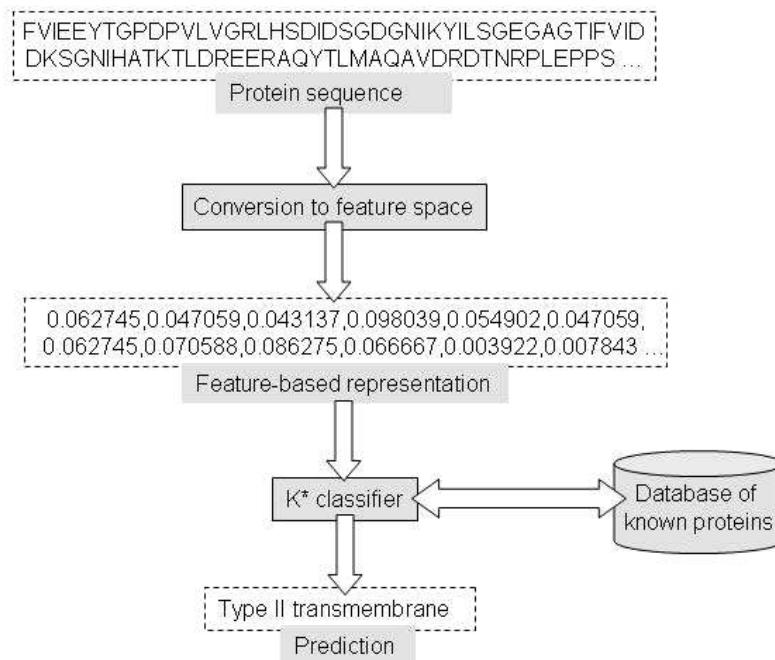 FVIEEYTGPDPVLVGRLHSDIDSGDGNIKYILSGEGAGTIFVID
DKSGNIHATKTLDREERAQYTLMAQAVDRDTNRPLEPPS ...
Protein sequence
Conversion to feature space
0.062745,0.047059,0.043137,0.098039,0.054902,0.047059,
0.062745,0.070588,0.086275,0.066667,0.003922,0.007843 ...
Feature-based representation
K* classifier
Database of
known proteins
Type II transmembrane
Prediction